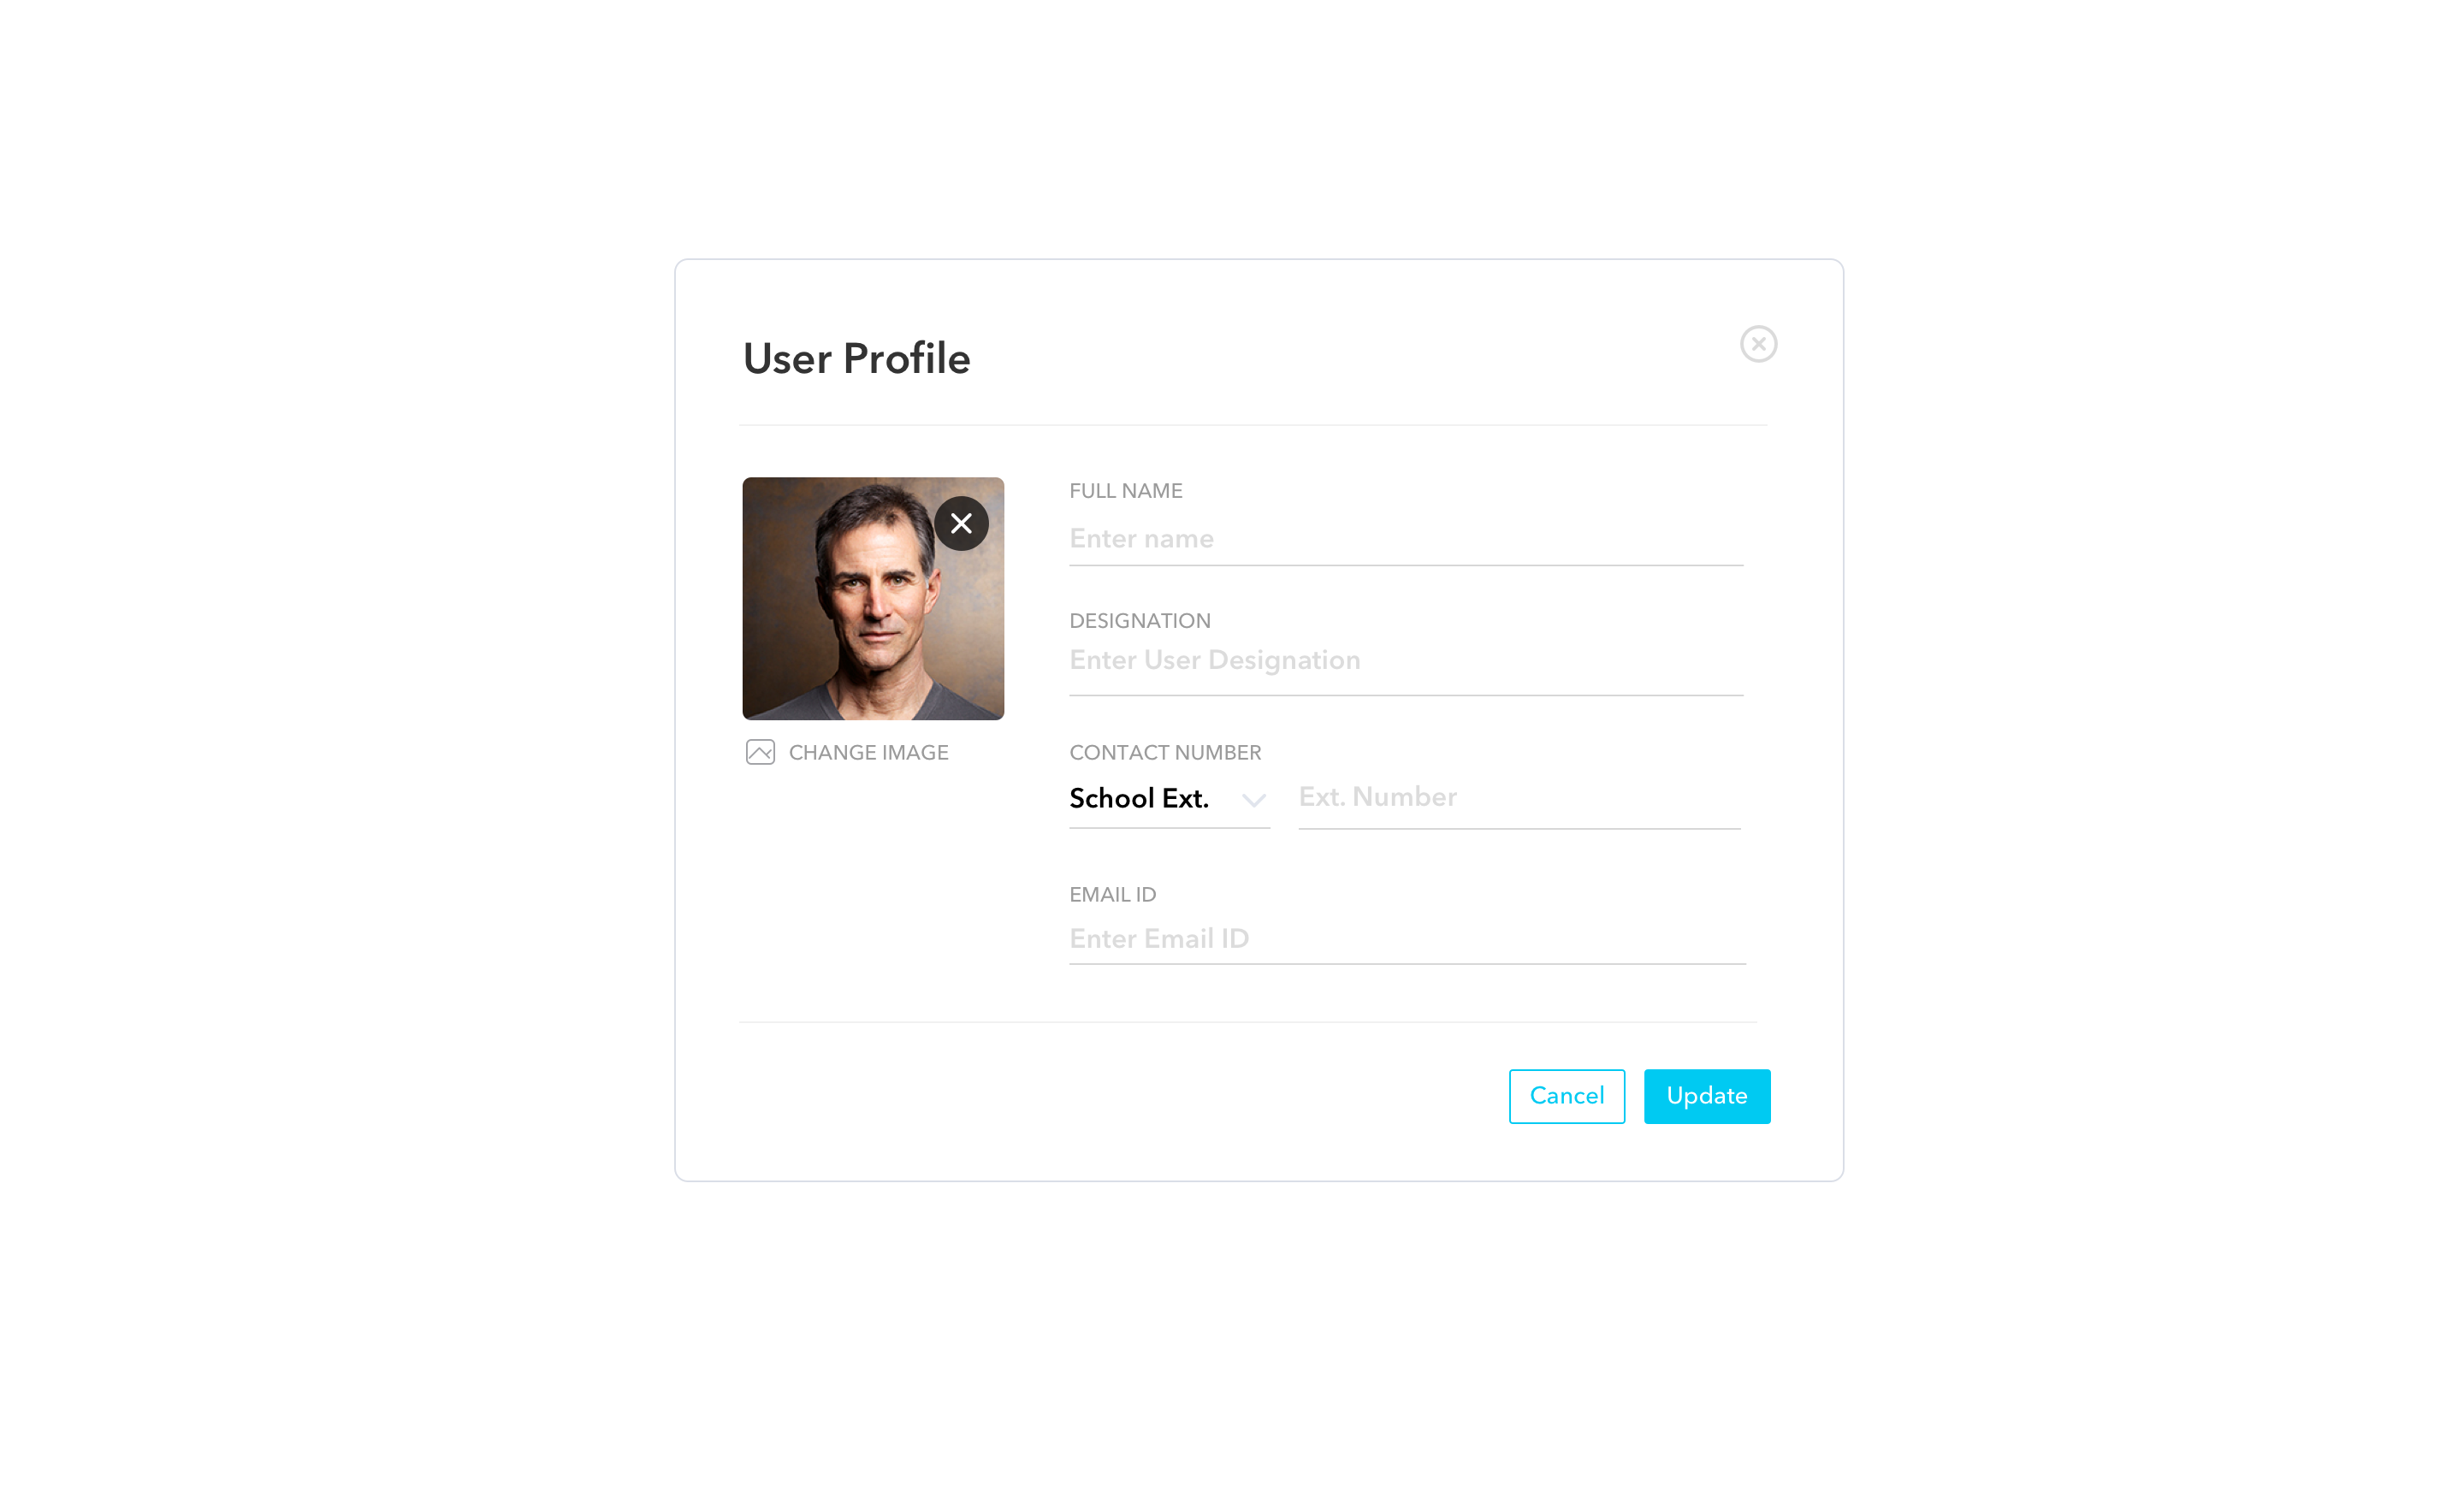 User Profile
FULL NAME
Enter name
DESIGNATION
Enter User Designation
CHANGE IMAGE
CONTACT NUMBER
School Ext.
Ext. Number
EMAIL ID
Enter Email ID
Cancel
Update